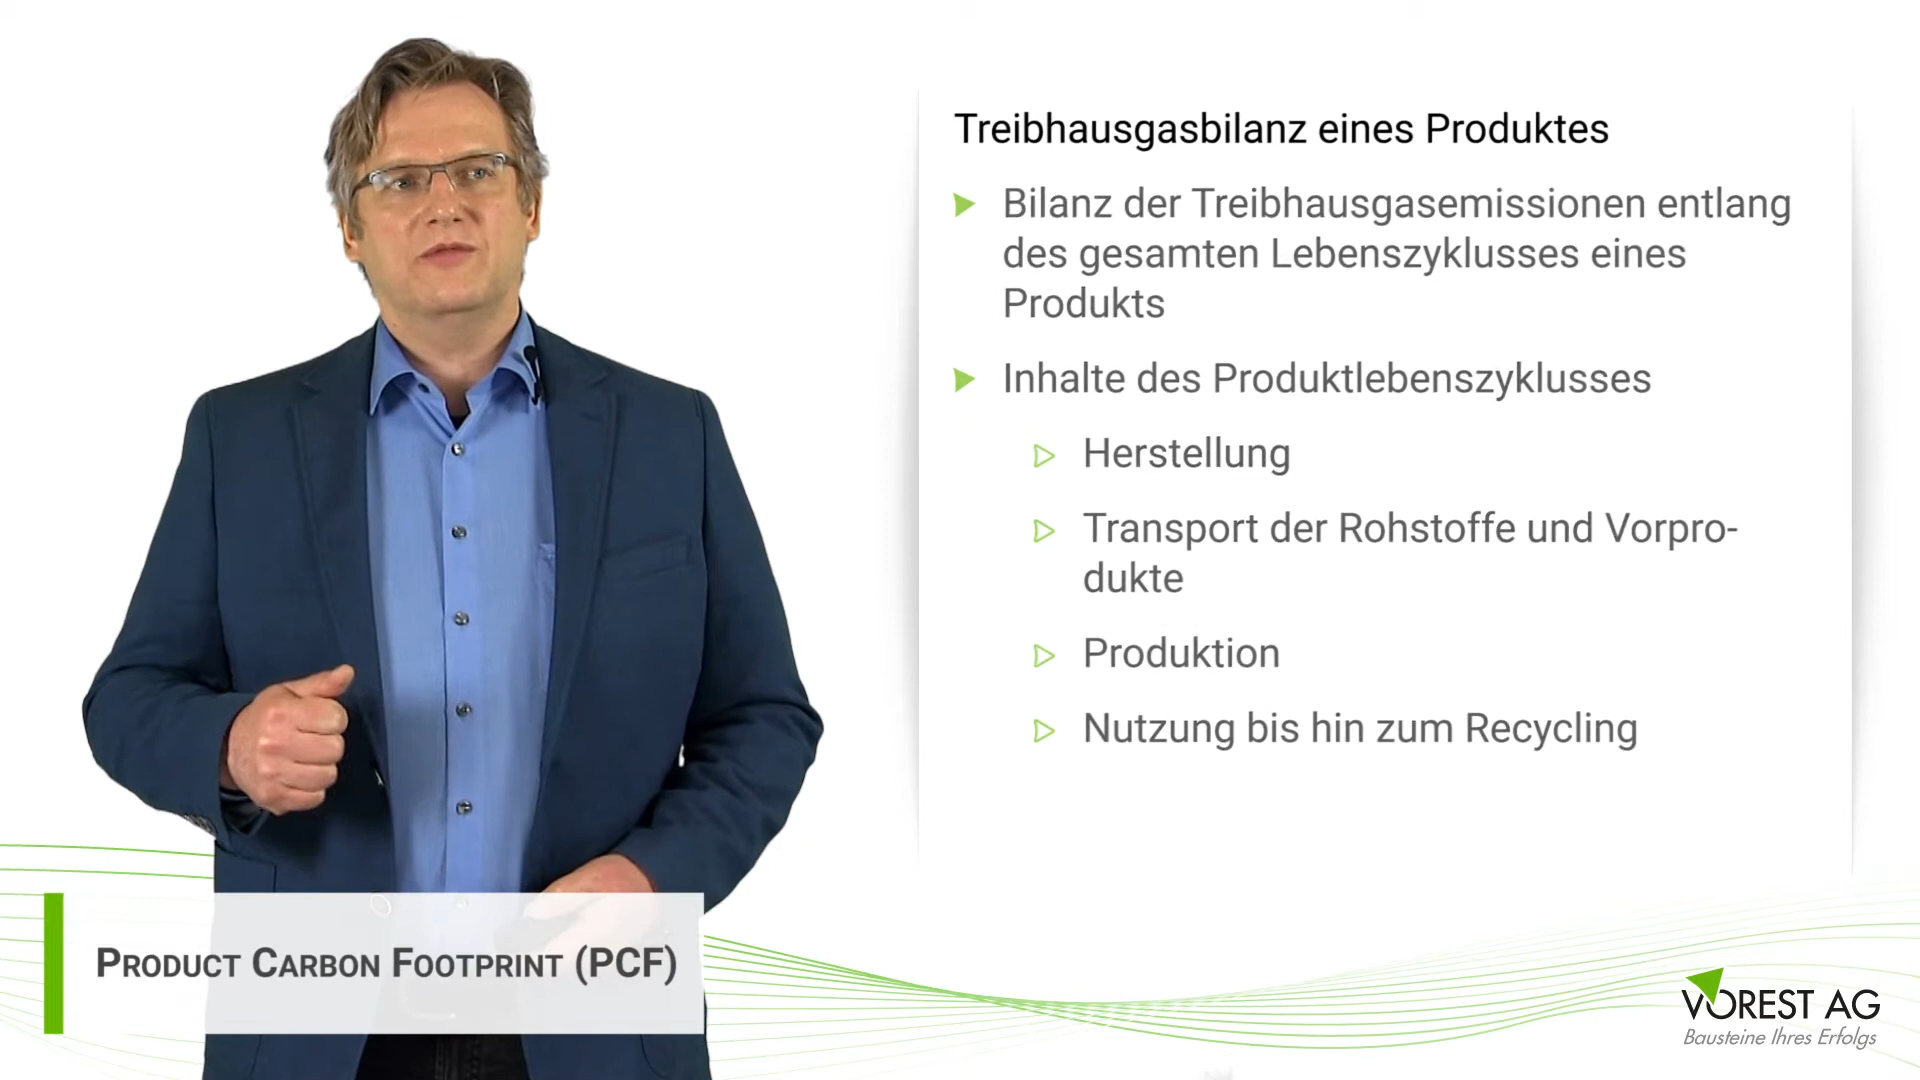 Treibhausgasbilanz eines Produktes
Bilanz der Treibhausgasemissionen entlang
des gesamten Lebenszyklusses eines
Produkts
Inhalte des Produktlebenszyklusses
Herstellung
Transport der Rohstoffe und Vorpro-
dukte
Produktion
Nutzung bis hin zum Recycling
PRODUCT CARBON FOOTPRINT (PCF)
VOREST AG
Bausteine Ihres Erfolgs